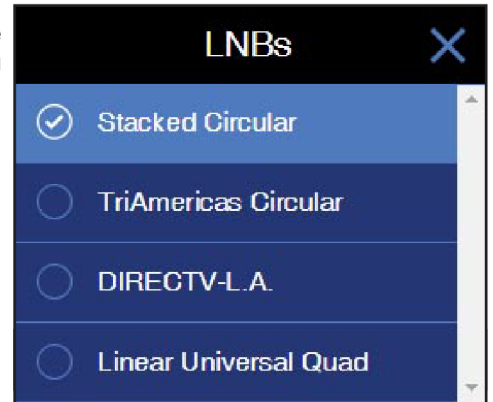 LNBs
Stacked Circular
TriAmericas Circular
DIRECTV-L.A.
Linear Universal Quad